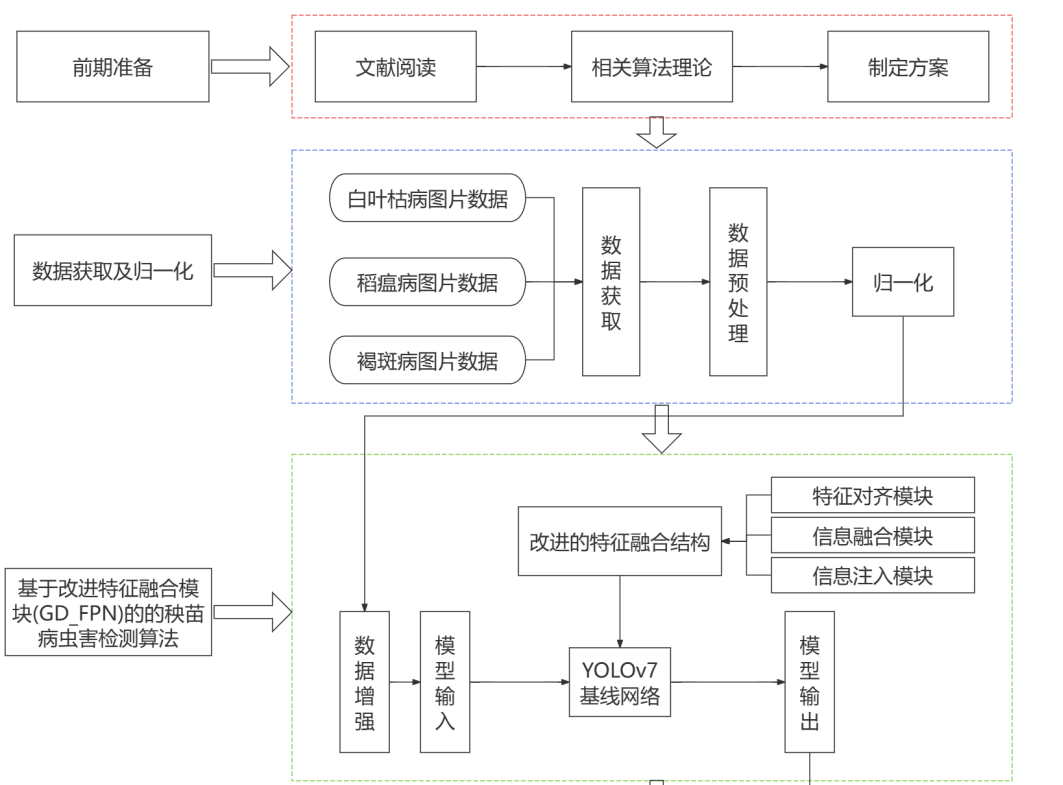 前期准备
文献阅读
相关算法理论
制定方案
数据获取及归一化
白叶枯病图片数据
稻瘟病图片数据
褐斑病图片数据
数据获取
数据预处理
归一化
基于改进特征融合模
块(GD_FPN)的的秧苗
病虫害检测算法
改进的特征融合结构
特征对齐模块
信息融合模块
信息注入模块
数据增强
模型输入
YOLOv7
基线网络
模型输出